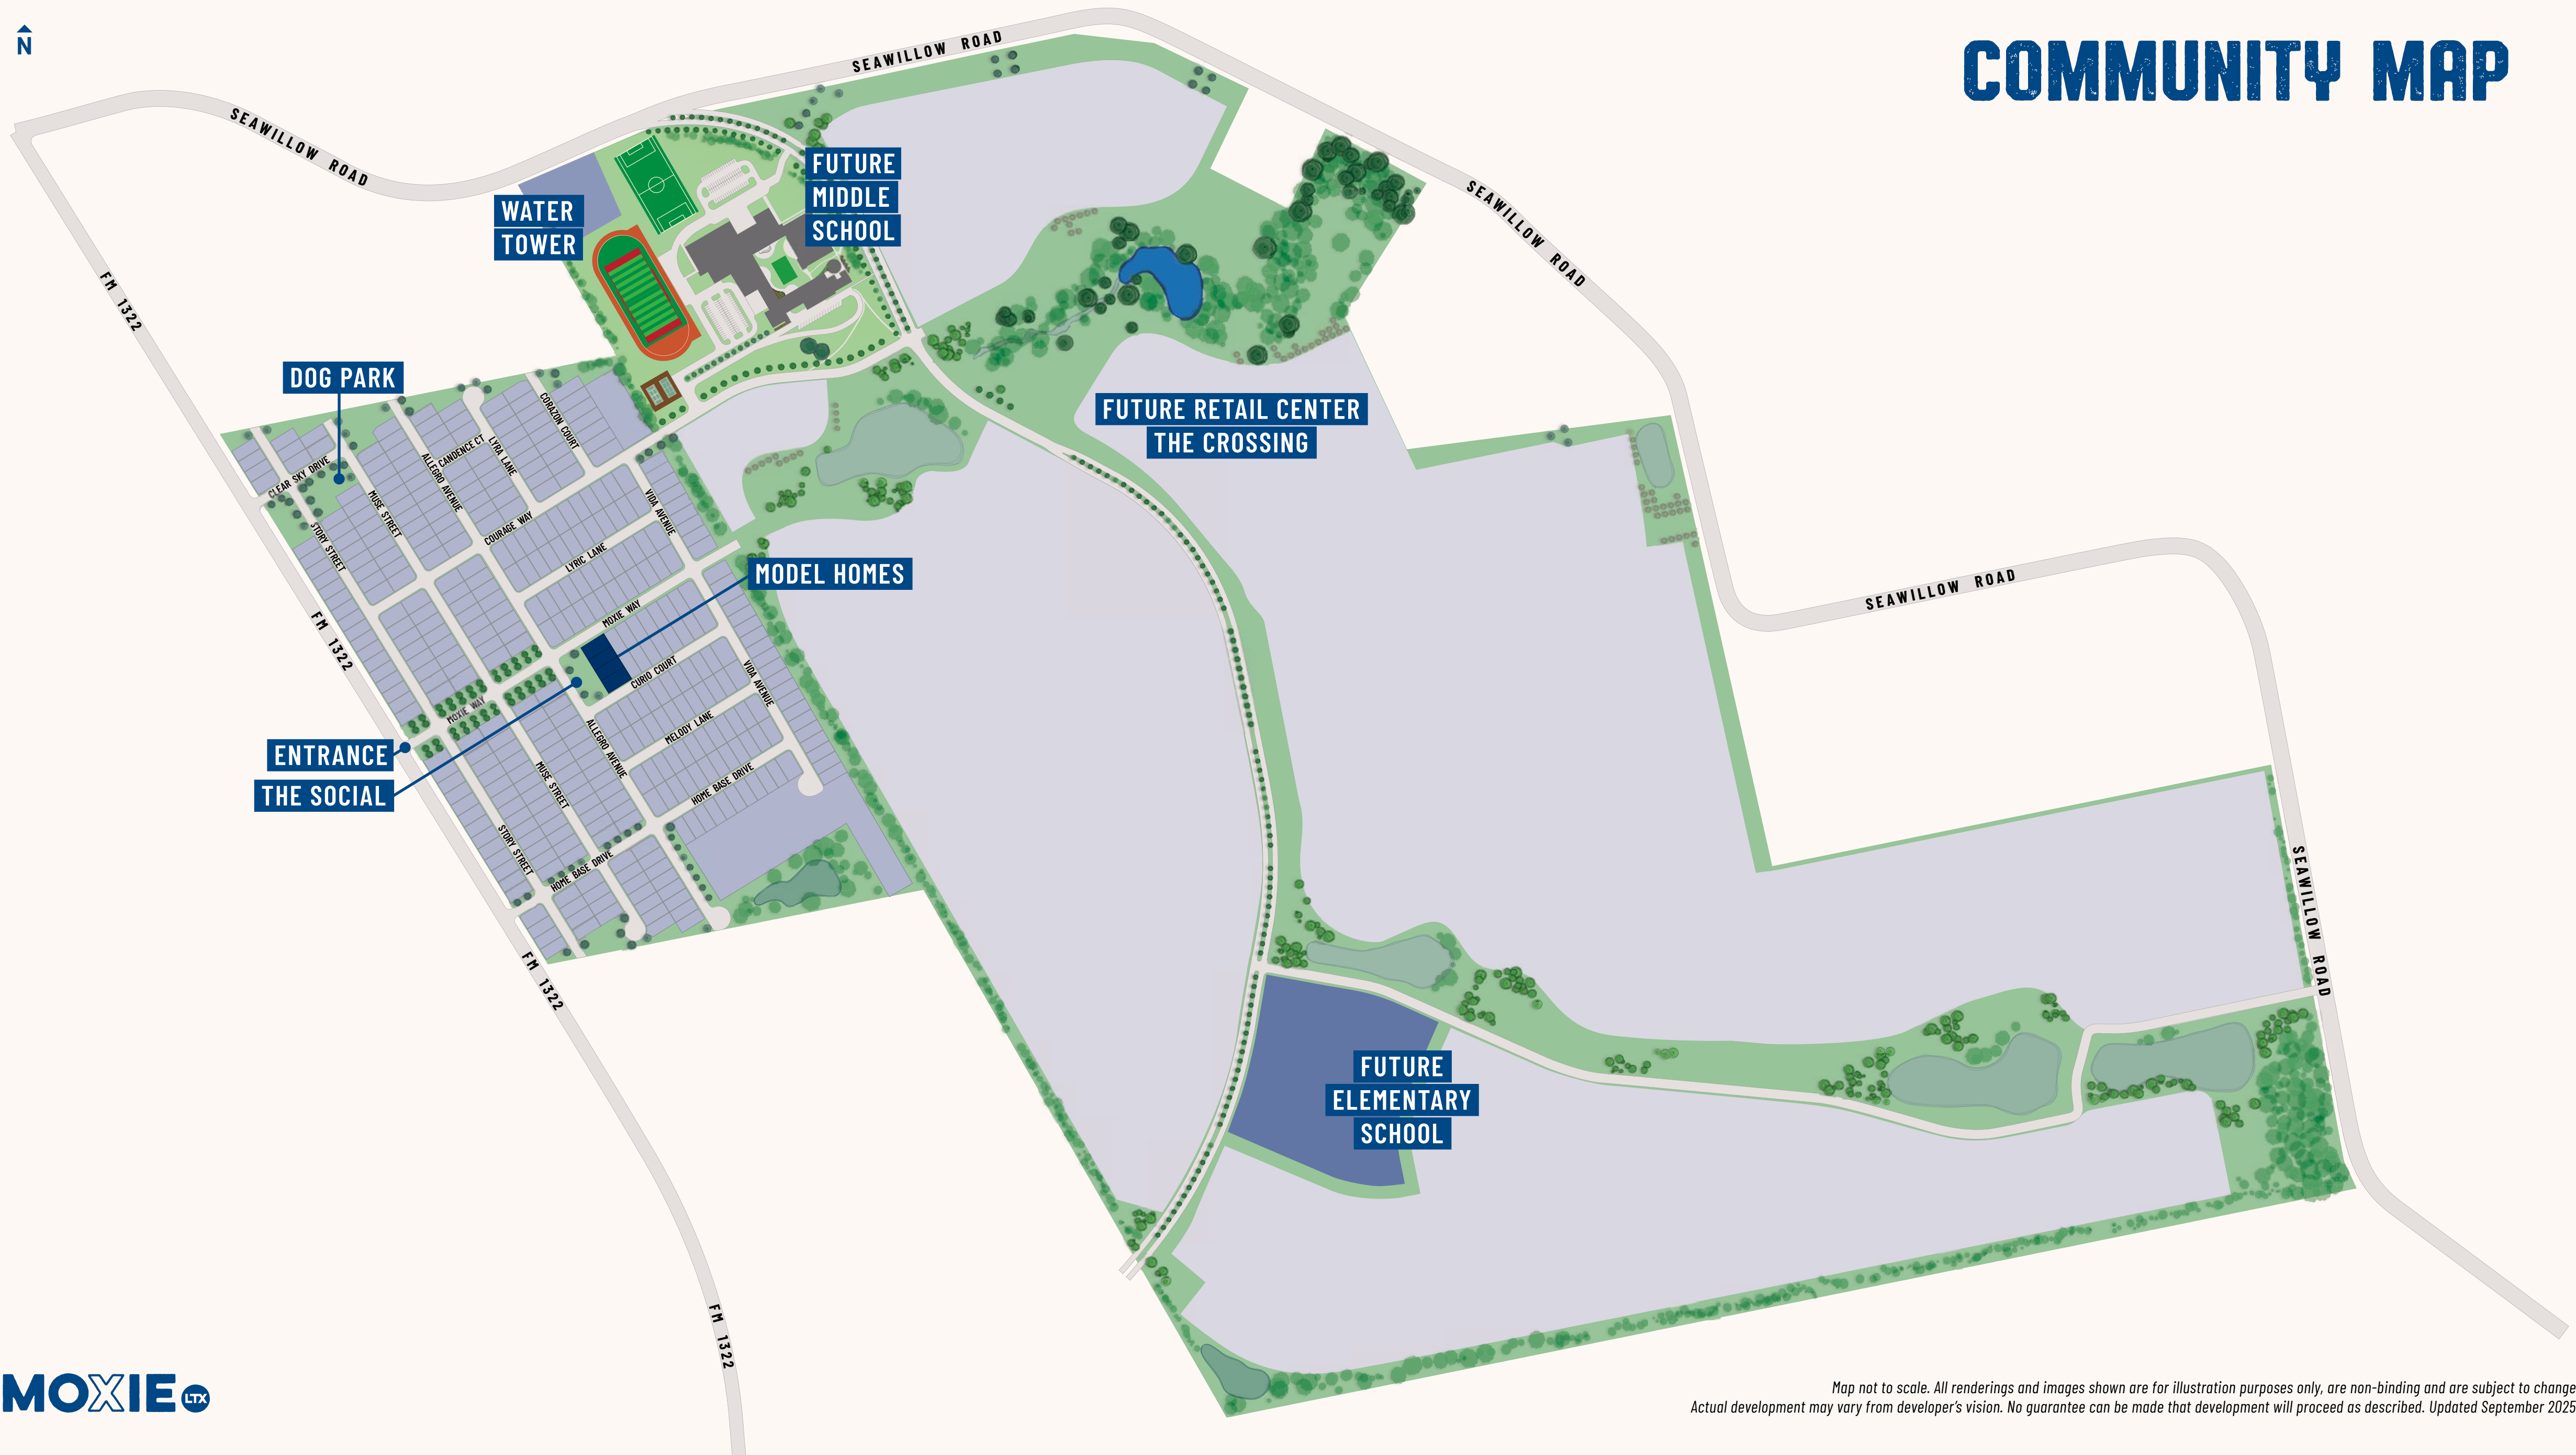 N
COMMUNITY MAP
SEAWILLOW ROAD
SEAWILLOW ROAD
SEAWILLOW ROAD
SEAWILLOW ROAD
SEAWILLOW ROAD
FM 1322
FM 1322
FM 1322
FM 1322
WATER
TOWER
FUTURE
MIDDLE
SCHOOL
DOG PARK
FUTURE RETAIL CENTER
THE CROSSING
MODEL HOMES
ENTRANCE
THE SOCIAL
FUTURE
ELEMENTARY
SCHOOL
CLEAR SKY DRIVE
STORY STREET
MUSE STREET
ALLEGRO AVENUE
CANDENCE CT
LYRA LANE
CORAZON COURT
COURAGE WAY
LYRIC LANE
VIDA AVENUE
MOXIE WAY
MOXIE WAY
CURIO COURT
VIDA AVENUE
MELODY LANE
ALLEGRO AVENUE
HOME BASE DRIVE
MUSE STREET
STORY STREET
HOME BASE DRIVE
MOXIE LTX
Map not to scale. All renderings and images shown are for illustration purposes only, are non-binding and are subject to change
Actual development may vary from developer's vision. No guarantee can be made that development will proceed as described. Updated September 2025